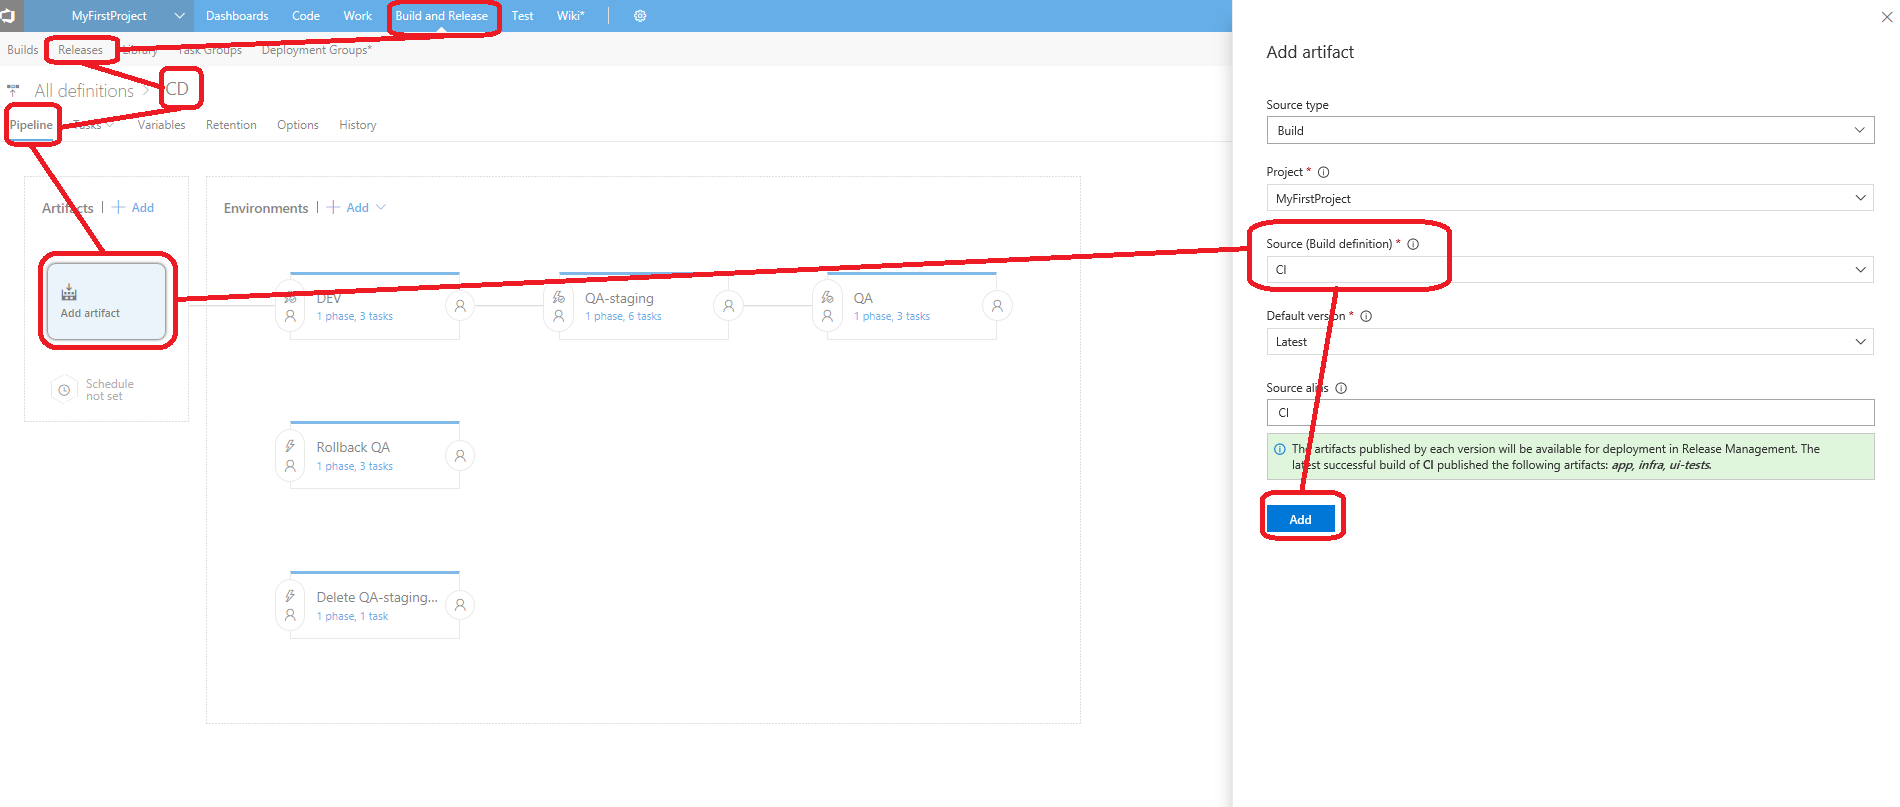 MyFirstProject Dashboards Code Work Build and Release Test Wiki*
Builds Releases Library Task Groups Deployment Groups*
All definitions > CD
Pipeline Tasks Variables Retention Options History
Artifacts | + Add
Environments | + Add
Add artifact
Schedule
not set
DEV
1 phase, 3 tasks
QA-staging
1 phase, 6 tasks
QA
1 phase, 3 tasks
Rollback QA
1 phase, 3 tasks
Delete QA-staging...
1 phase, 1 task
Add artifact
Source type
Build
Project *
MyFirstProject
Source (Build definition) *
CI
Default version *
Latest
Source alias
CI
The artifacts published by each version will be available for deployment in Release Management. The
latest successful build of CI published the following artifacts: app, infra, ui-tests.
Add